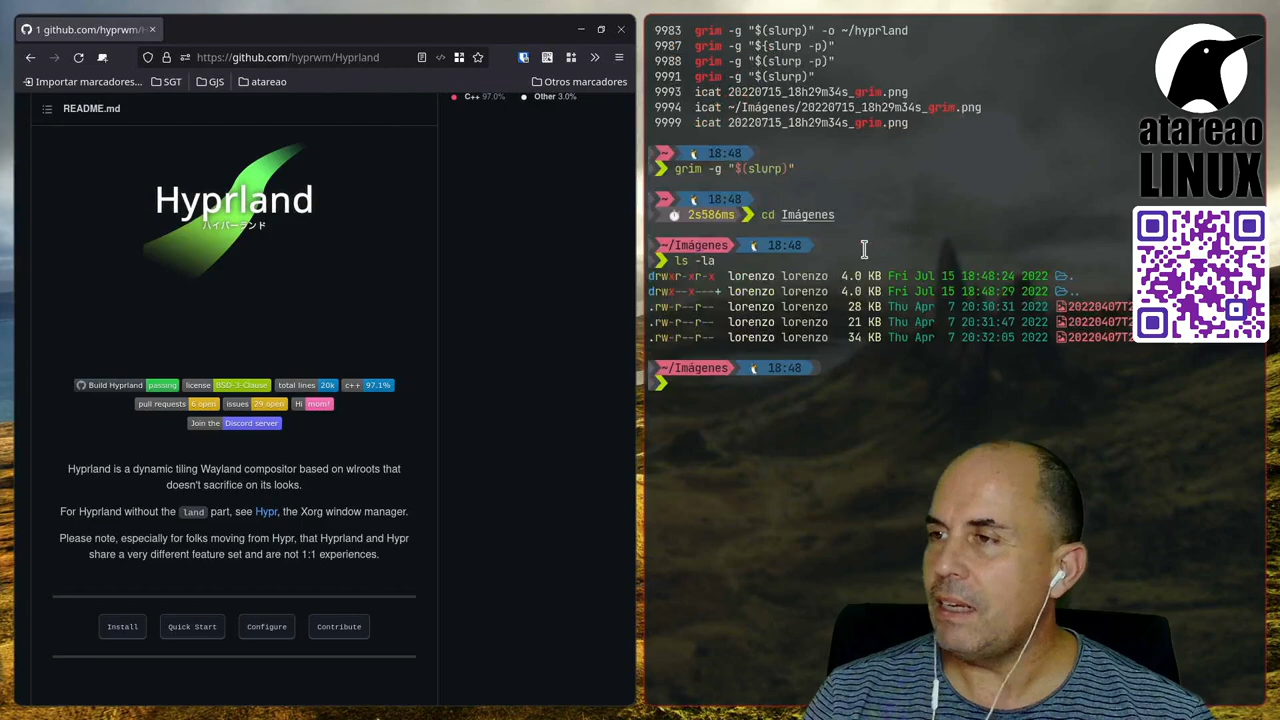 1 github.com/hyprwm/H
https://github.com/hyprwm/Hyprland
Importar marcadores...
SGT
GJS
atareao
Otros marcadores
C++ 97.0%
Other 3.0%
README.md
Hyprland
ハイパーランド
Build Hyprland passing
license BSD-3-Clause
total lines 20k
c++ 97.1%
pull requests 6 open
issues 29 open
Hi mom!
Join the Discord server
Hyprland is a dynamic tiling Wayland compositor based on wlroots that
doesn't sacrifice on its looks.
For Hyprland without the land part, see Hypr, the Xorg window manager.
Please note, especially for folks moving from Hypr, that Hyprland and Hypr
share a very different feature set and are not 1:1 experiences.
Install
Quick Start
Configure
Contribute
9983 grim -g "$(slurp)" -o ~/hyprland
9987 grim -g "${slurp -p)"
9988 grim -g "$(slurp -p)"
9991 grim -g "$(slurp)"
9993 icat 20220715_18h29m34s_grim.png
9994 icat ~/Imágenes/20220715_18h29m34s_grim.png
9999 icat 20220715_18h29m34s_grim.png
~ 18:48
grim -g "$(slurp)"
~ 18:48
2s586ms cd Imágenes
~/Imágenes 18:48
ls -la
drwxr-xr-x lorenzo lorenzo 4.0 KB Fri Jul 15 18:48:24 2022 .
drwx--x---+ lorenzo lorenzo 4.0 KB Fri Jul 15 18:48:29 2022 ..
.rw-r--r-- lorenzo lorenzo 28 KB Thu Apr 7 20:30:31 2022 20220407T2
.rw-r--r-- lorenzo lorenzo 21 KB Thu Apr 7 20:31:47 2022 20220407T2
.rw-r--r-- lorenzo lorenzo 34 KB Thu Apr 7 20:32:05 2022 20220407T2
~/Imágenes 18:48
atareao
LINUX